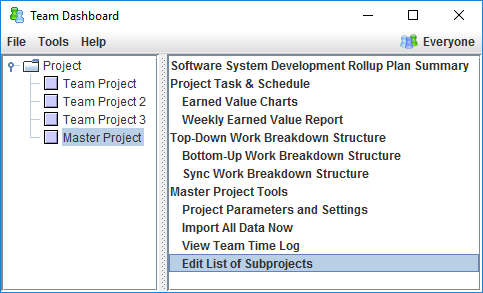 Team Dashboard
File Tools Help Everyone
Project
Team Project
Team Project 2
Team Project 3
Master Project
Software System Development Rollup Plan Summary
Project Task & Schedule
Earned Value Charts
Weekly Earned Value Report
Top-Down Work Breakdown Structure
Bottom-Up Work Breakdown Structure
Sync Work Breakdown Structure
Master Project Tools
Project Parameters and Settings
Import All Data Now
View Team Time Log
Edit List of Subprojects